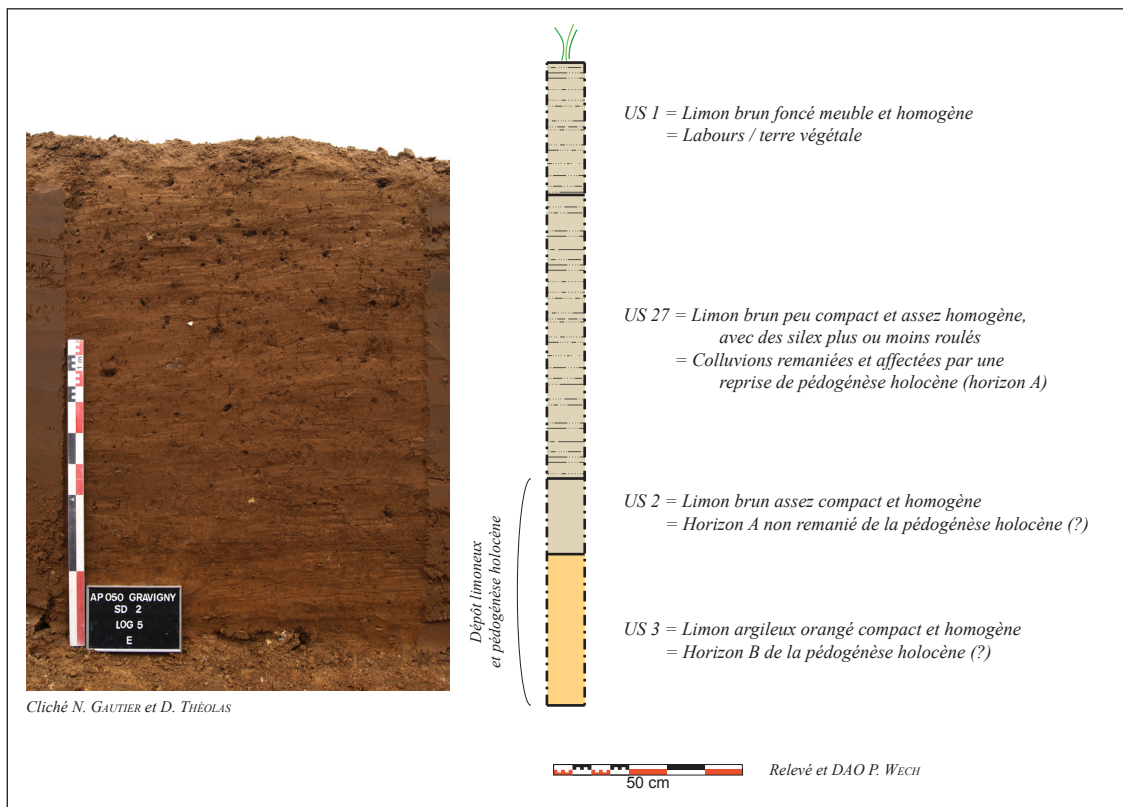 US 1 = Limon brun foncé meuble et homogène
= Labours / terre végétale
US 27 = Limon brun peu compact et assez homogène,
avec des silex plus ou moins roulés
= Colluvions remaniées et affectées par une
reprise de pédogénèse holocène (horizon A)
US 2 = Limon brun assez compact et homogène
= Horizon A non remanié de la pédogénèse holocène (?)
US 3 = Limon argileux orangé compact et homogène
= Horizon B de la pédogénèse holocène (?)
Dépôt limoneux
et pédogénèse holocène
1 m
AP 050 GRAVIGNY
SD 2
LOG 5
E
Cliché N. GAUTIER et D. THÉOLAS
50 cm
Relevé et DAO P. WECH